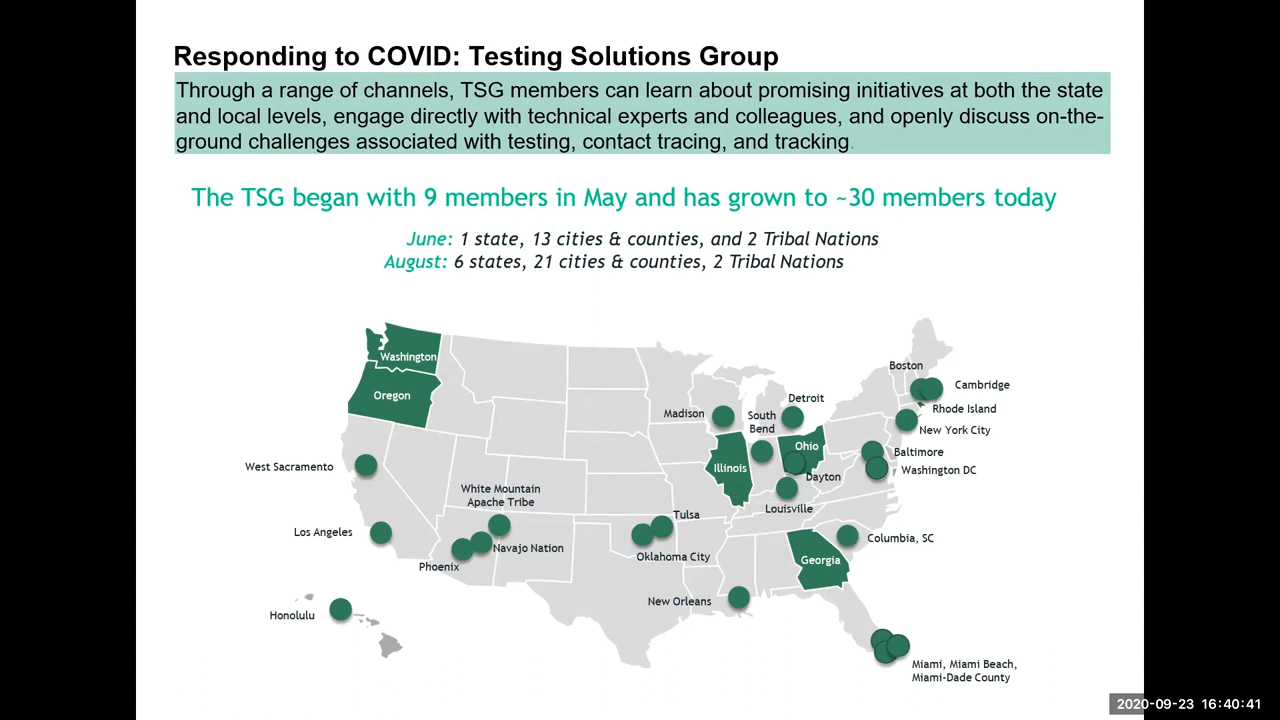 Responding to COVID: Testing Solutions Group
Through a range of channels, TSG members can learn about promising initiatives at both the state
and local levels, engage directly with technical experts and colleagues, and openly discuss on-the-
ground challenges associated with testing, contact tracing, and tracking.
The TSG began with 9 members in May and has grown to ~30 members today
June: 1 state, 13 cities & counties, and 2 Tribal Nations
August: 6 states, 21 cities & counties, 2 Tribal Nations
Washington
Oregon
Boston
Cambridge
Rhode Island
New York City
Detroit
Madison
South
Bend
Ohio
Baltimore
Washington DC
Illinois
Dayton
Louisville
West Sacramento
White Mountain
Apache Tribe
Tulsa
Los Angeles
Navajo Nation
Phoenix
Oklahoma City
Columbia, SC
Georgia
New Orleans
Honolulu
Miami, Miami Beach,
Miami-Dade County
2020-09-23 16:40:41